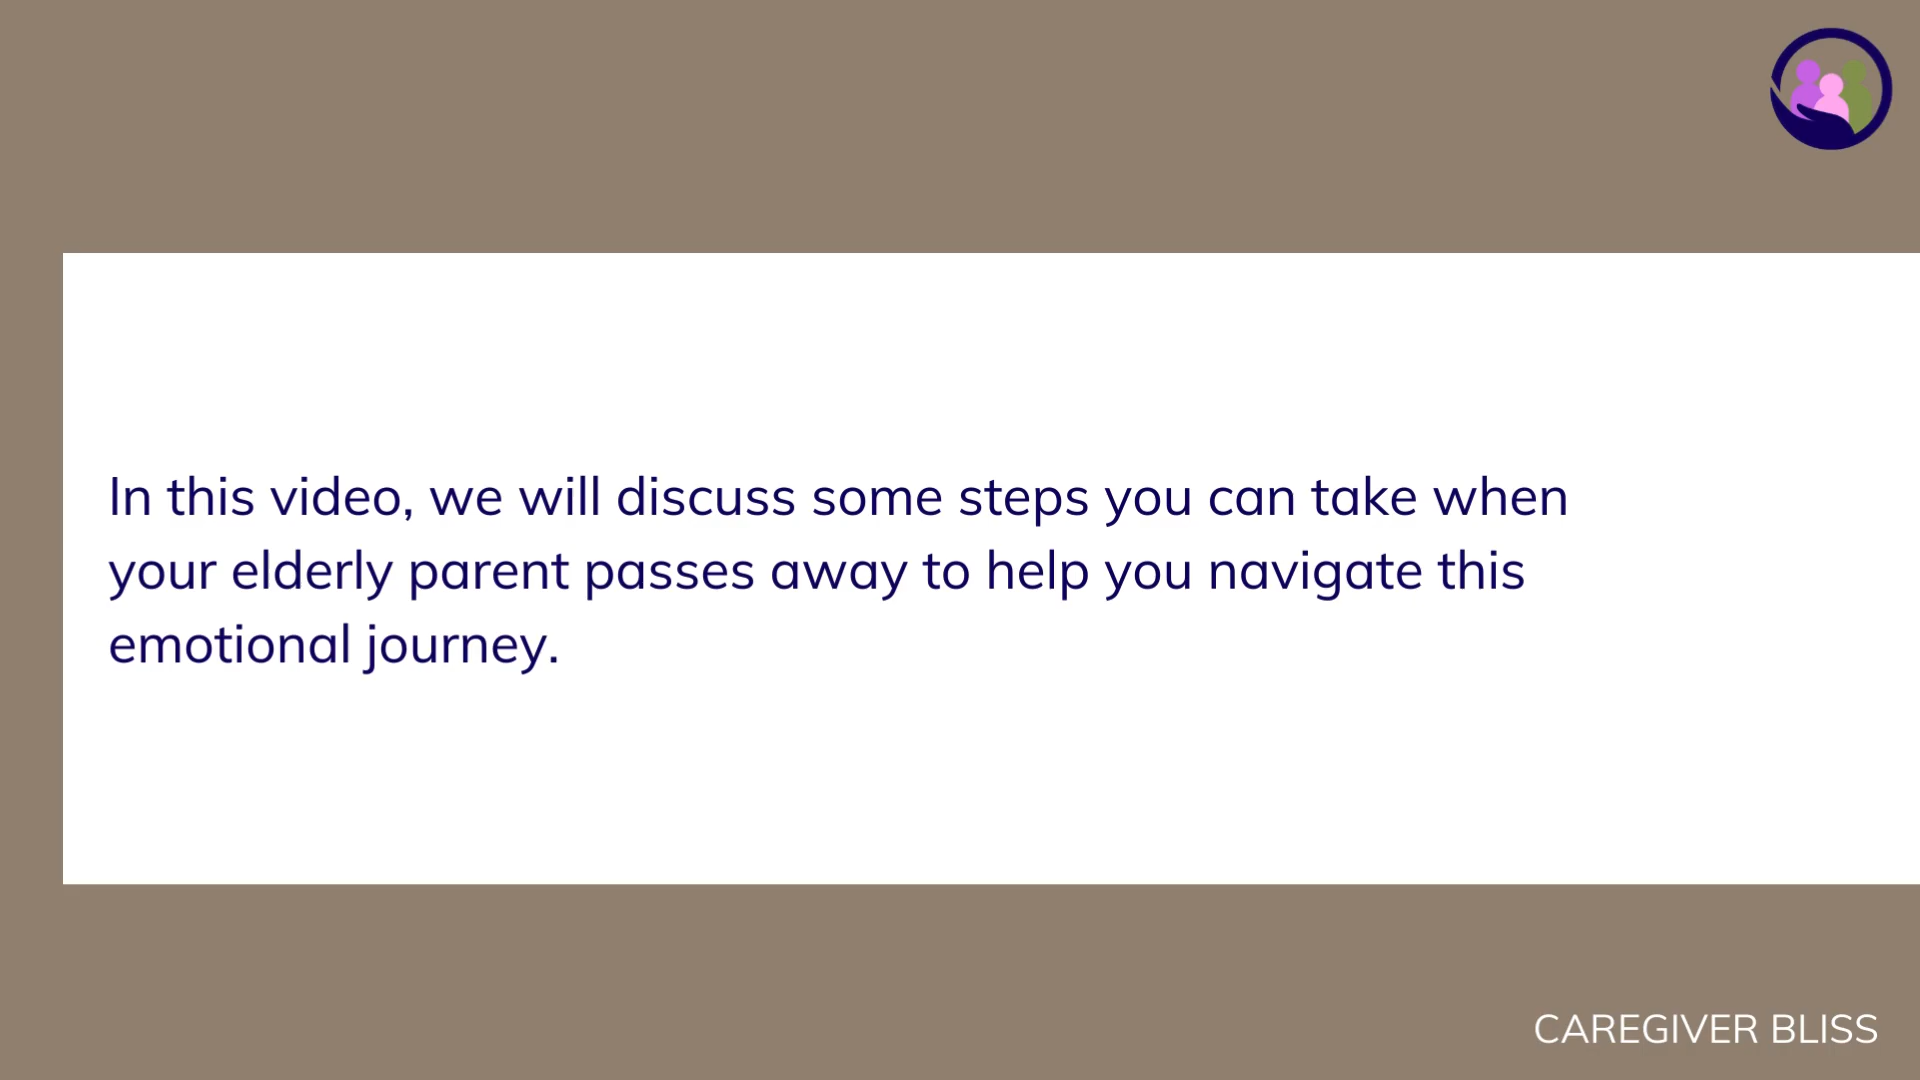 In this video, we will discuss some steps you can take when
your elderly parent passes away to help you navigate this
emotional journey.
CAREGIVER BLISS